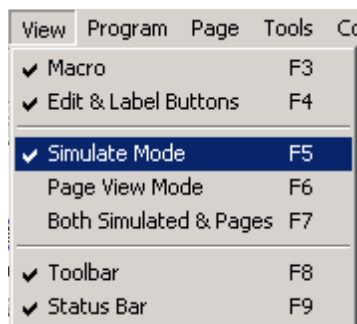 View Program Page Tools Co
Macro F3
Edit & Label Buttons F4
Simulate Mode F5
Page View Mode F6
Both Simulated & Pages F7
Toolbar F8
Status Bar F9